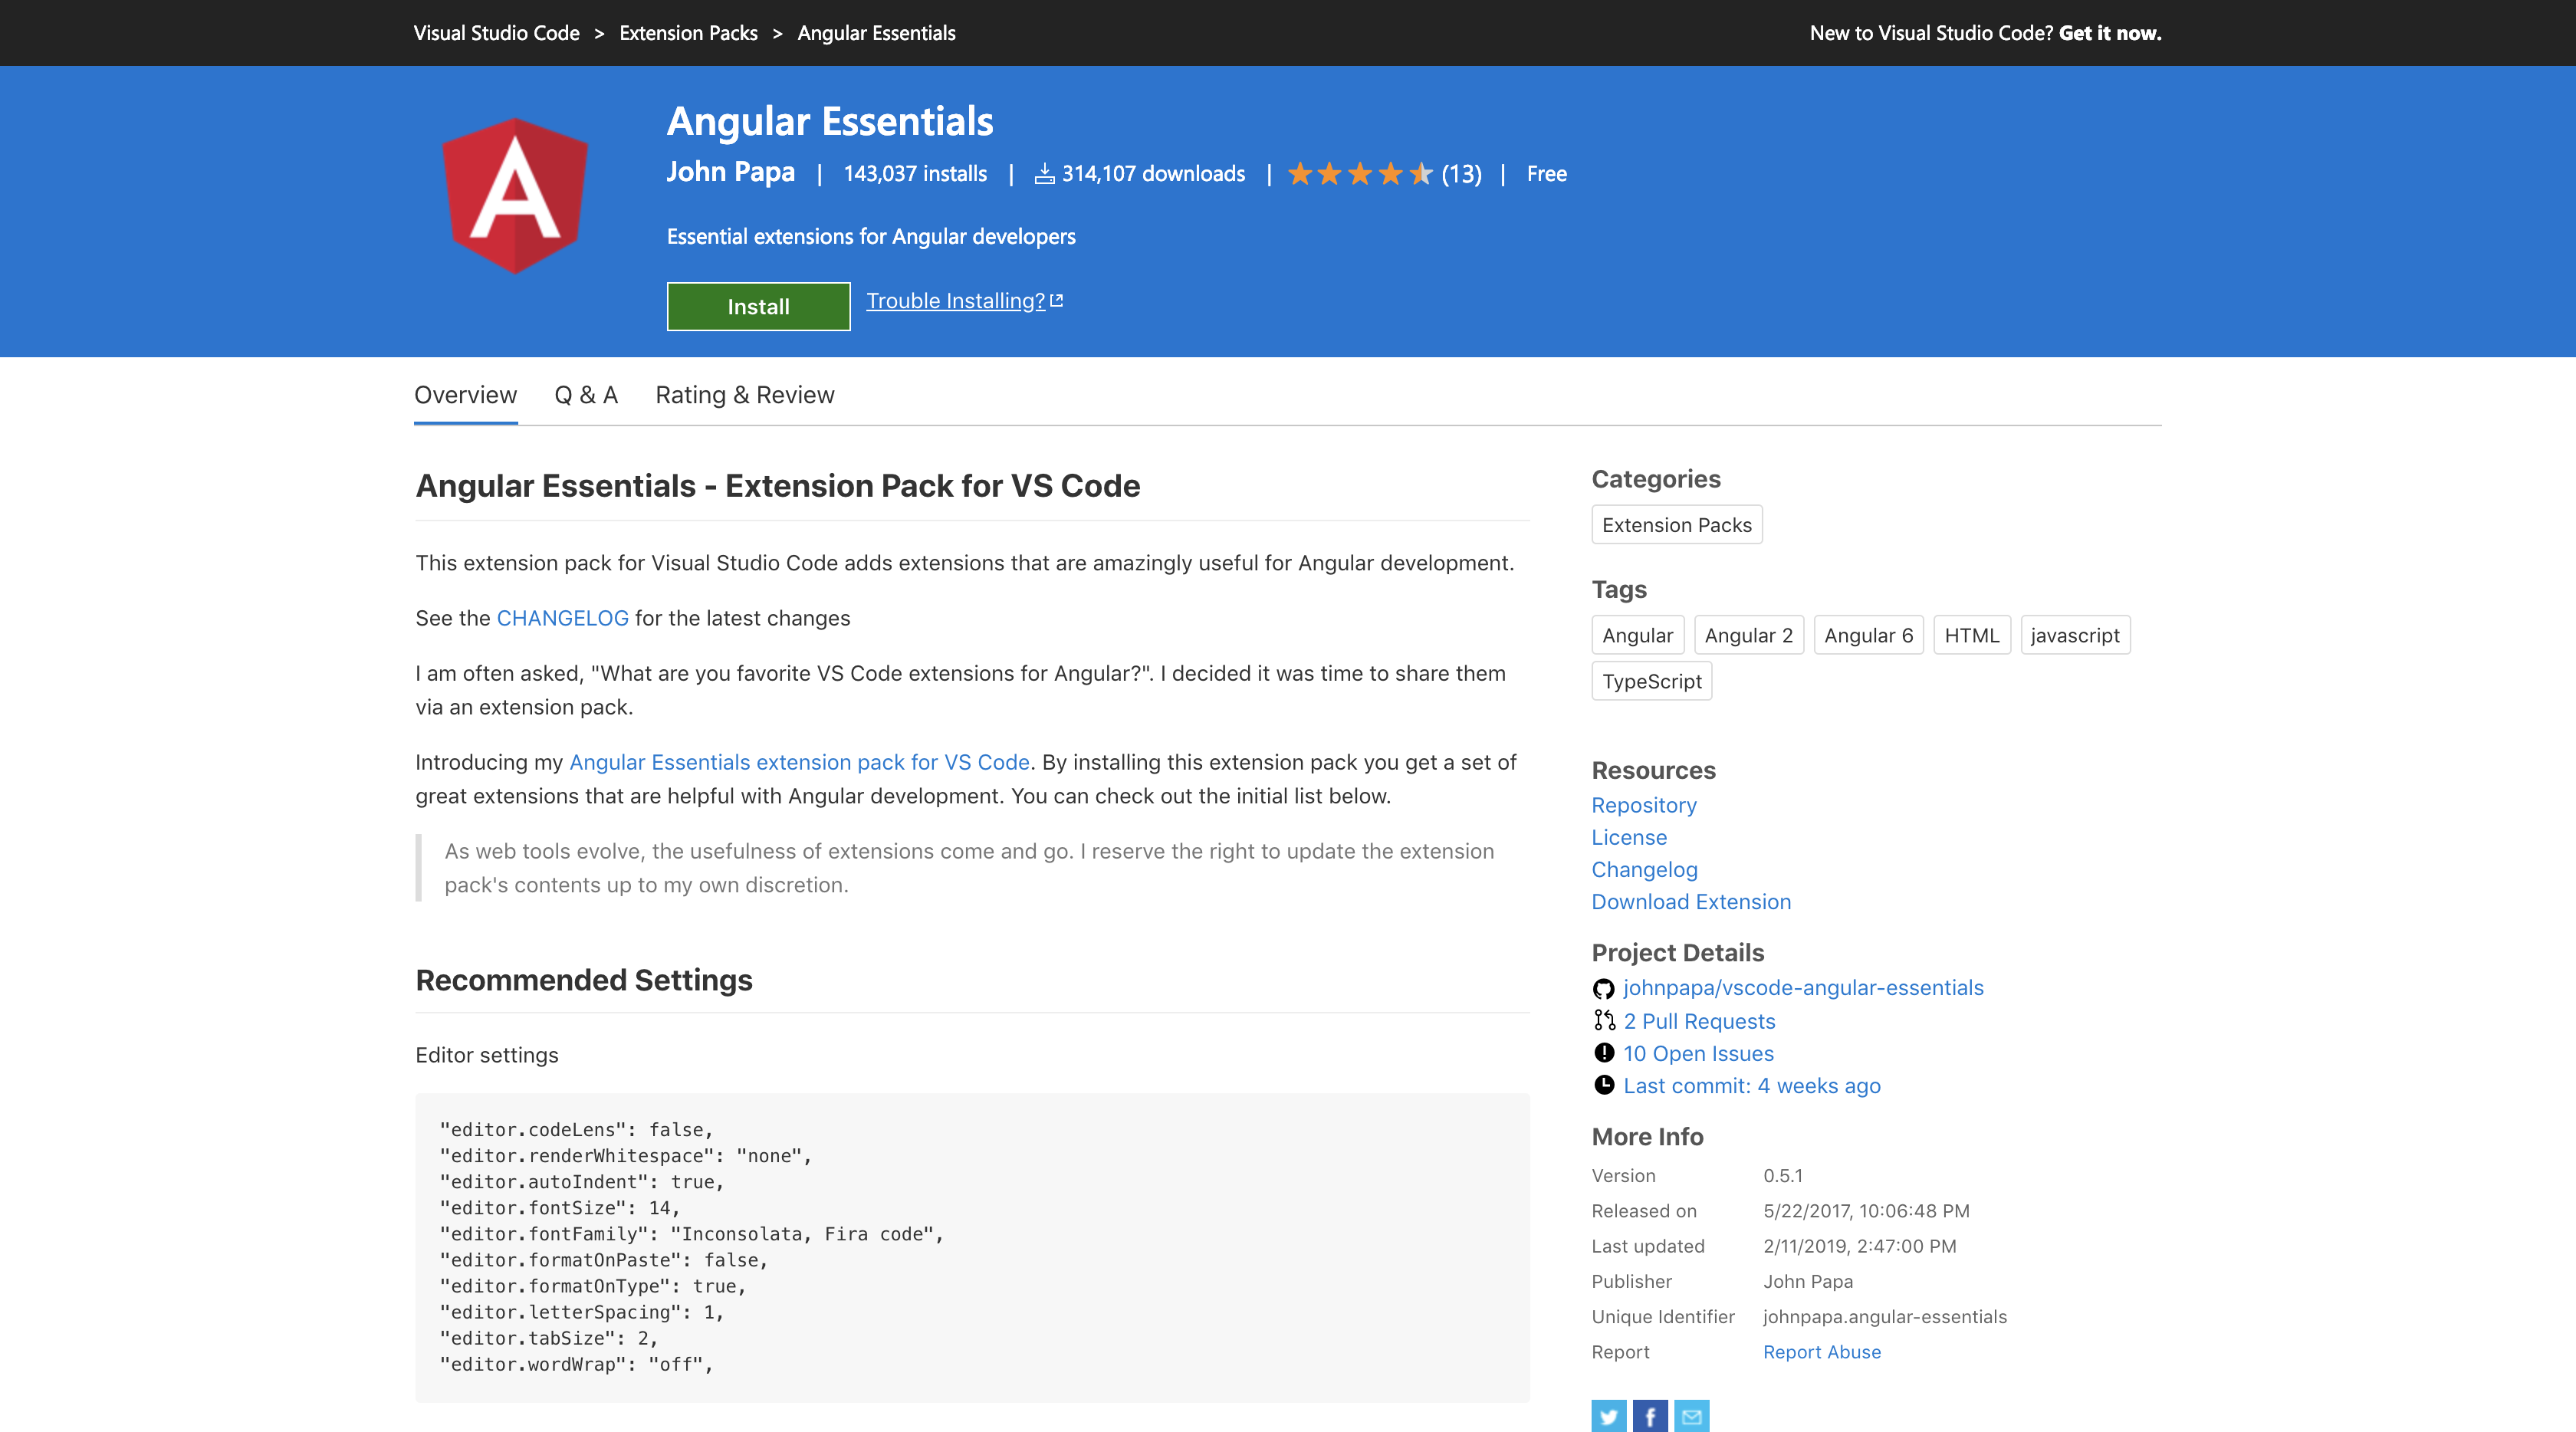 Visual Studio Code > Extension Packs > Angular Essentials
New to Visual Studio Code? Get it now.
Angular Essentials
John Papa | 143,037 installs | 314,107 downloads | (13) | Free
Essential extensions for Angular developers
Install
Trouble Installing?
Overview
Q & A
Rating & Review
Angular Essentials - Extension Pack for VS Code
This extension pack for Visual Studio Code adds extensions that are amazingly useful for Angular development.
See the CHANGELOG for the latest changes
I am often asked, "What are you favorite VS Code extensions for Angular?". I decided it was time to share them
via an extension pack.
Introducing my Angular Essentials extension pack for VS Code. By installing this extension pack you get a set of
great extensions that are helpful with Angular development. You can check out the initial list below.
As web tools evolve, the usefulness of extensions come and go. I reserve the right to update the extension
pack's contents up to my own discretion.
Recommended Settings
Editor settings
"editor.codeLens": false,
"editor.renderWhitespace": "none",
"editor.autoIndent": true,
"editor.fontSize": 14,
"editor.fontFamily": "Inconsolata, Fira code",
"editor.formatOnPaste": false,
"editor.formatOnType": true,
"editor.letterSpacing": 1,
"editor.tabSize": 2,
"editor.wordWrap": "off",
Categories
Extension Packs
Tags
Angular
Angular 2
Angular 6
HTML
javascript
TypeScript
Resources
Repository
License
Changelog
Download Extension
Project Details
johnpapa/vscode-angular-essentials
2 Pull Requests
10 Open Issues
Last commit: 4 weeks ago
More Info
Version 0.5.1
Released on 5/22/2017, 10:06:48 PM
Last updated 2/11/2019, 2:47:00 PM
Publisher John Papa
Unique Identifier johnpapa.angular-essentials
Report Report Abuse